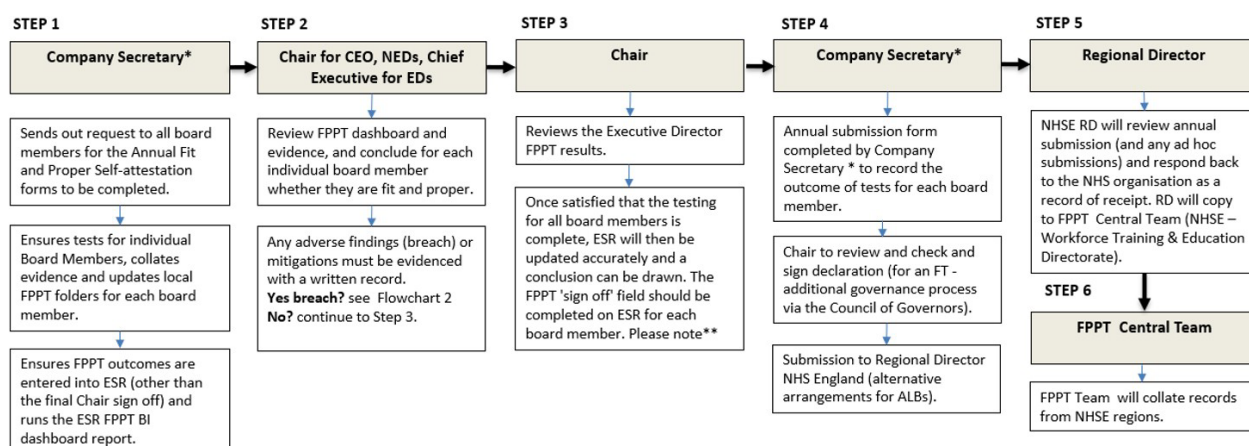 STEP 1
Company Secretary*
Sends out request to all board
members for the Annual Fit
and Proper Self-attestation
forms to be completed.
Ensures tests for individual
Board Members, collates
evidence and updates local
FPPT folders for each board
member.
Ensures FPPT outcomes are
entered into ESR (other than
the final Chair sign off) and
runs the ESR FPPT BI
dashboard report.
STEP 2
Chair for CEO, NEDs, Chief
Executive for EDs
Review FPPT dashboard and
evidence, and conclude for each
individual board member
whether they are fit and proper.
Any adverse findings (breach) or
mitigations must be evidenced
with a written record.
Yes breach? see Flowchart 2
No? continue to Step 3.
STEP 3
Chair
Reviews the Executive Director
FPPT results.
Once satisfied that the testing
for all board members is
complete, ESR will then be
updated accurately and a
conclusion can be drawn. The
FPPT 'sign off' field should be
completed on ESR for each
board member. Please note**
STEP 4
Company Secretary*
Annual submission form
completed by Company
Secretary * to record the
outcome of tests for each board
member.
Chair to review and check and
sign declaration (for an FT -
additional governance process
via the Council of Governors).
Submission to Regional Director
NHS England (alternative
arrangements for ALBs).
STEP 5
Regional Director
NHSE RD will review annual
submission (and any ad hoc
submissions) and respond back
to the NHS organisation as a
record of receipt. RD will copy
to FPPT Central Team (NHSE –
Workforce Training & Education
Directorate).
STEP 6
FPPT Central Team
FPPT Team will collate records
from NHSE regions.